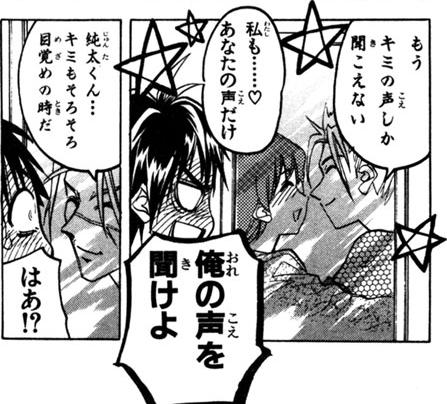 もう
キミの声しか
聞こえない
私も……♡
あなたの声だけ
俺の声を
聞けよ
純太くん…
キミもそろそろ
目覚めの時だ
はあ!?